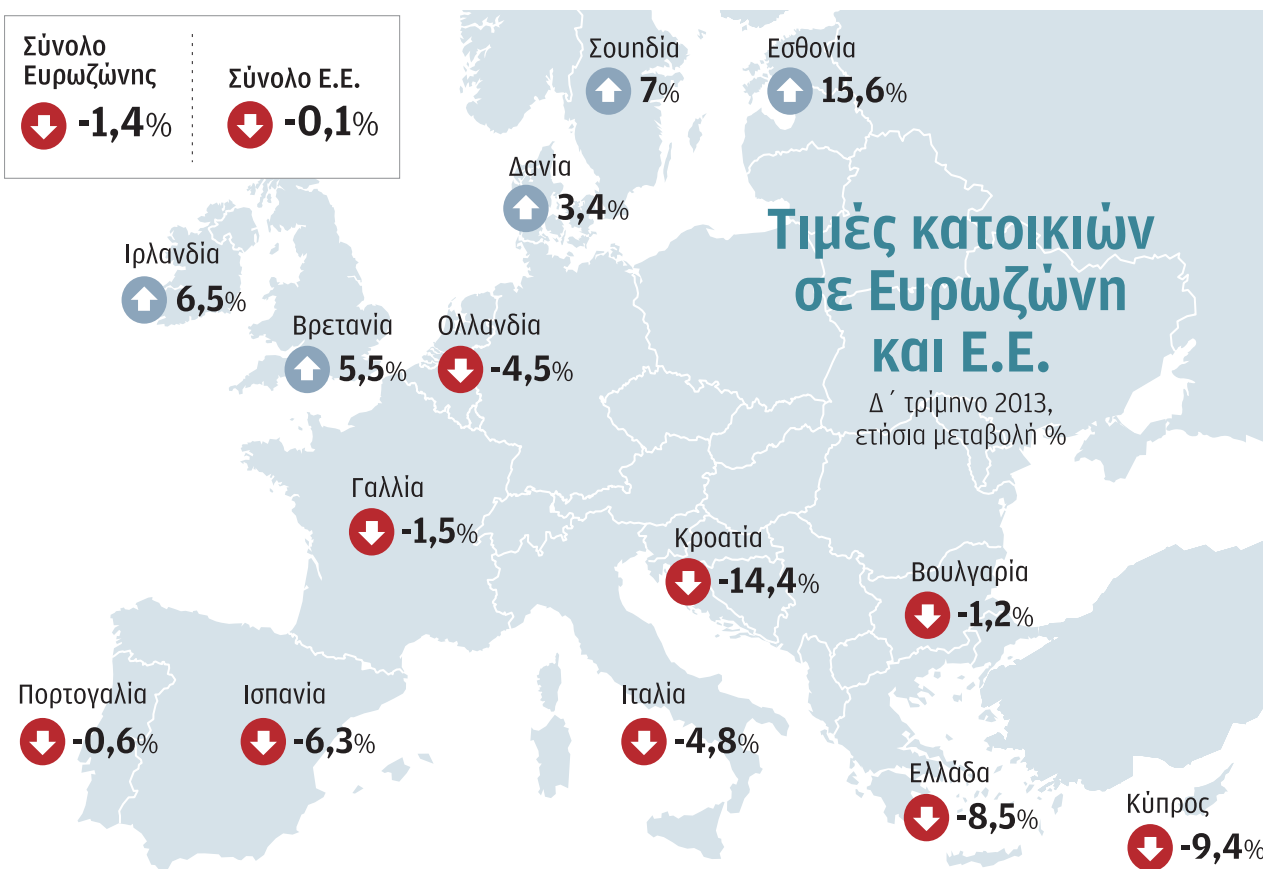 Σύνολο
Ευρωζώνης
-1,4%
Σύνολο Ε.Ε.
-0,1%
Σουηδία
7%
Εσθονία
15,6%
Δανία
3,4%
Τιμές κατοικιών
σε Ευρωζώνη
και Ε.Ε.
Δ΄ τρίμηνο 2013,
ετήσια μεταβολή %
Ιρλανδία
6,5%
Βρετανία
5,5%
Ολλανδία
-4,5%
Γαλλία
-1,5%
Κροατία
-14,4%
Βουλγαρία
-1,2%
Πορτογαλία
-0,6%
Ισπανία
-6,3%
Ιταλία
-4,8%
Ελλάδα
-8,5%
Κύπρος
-9,4%